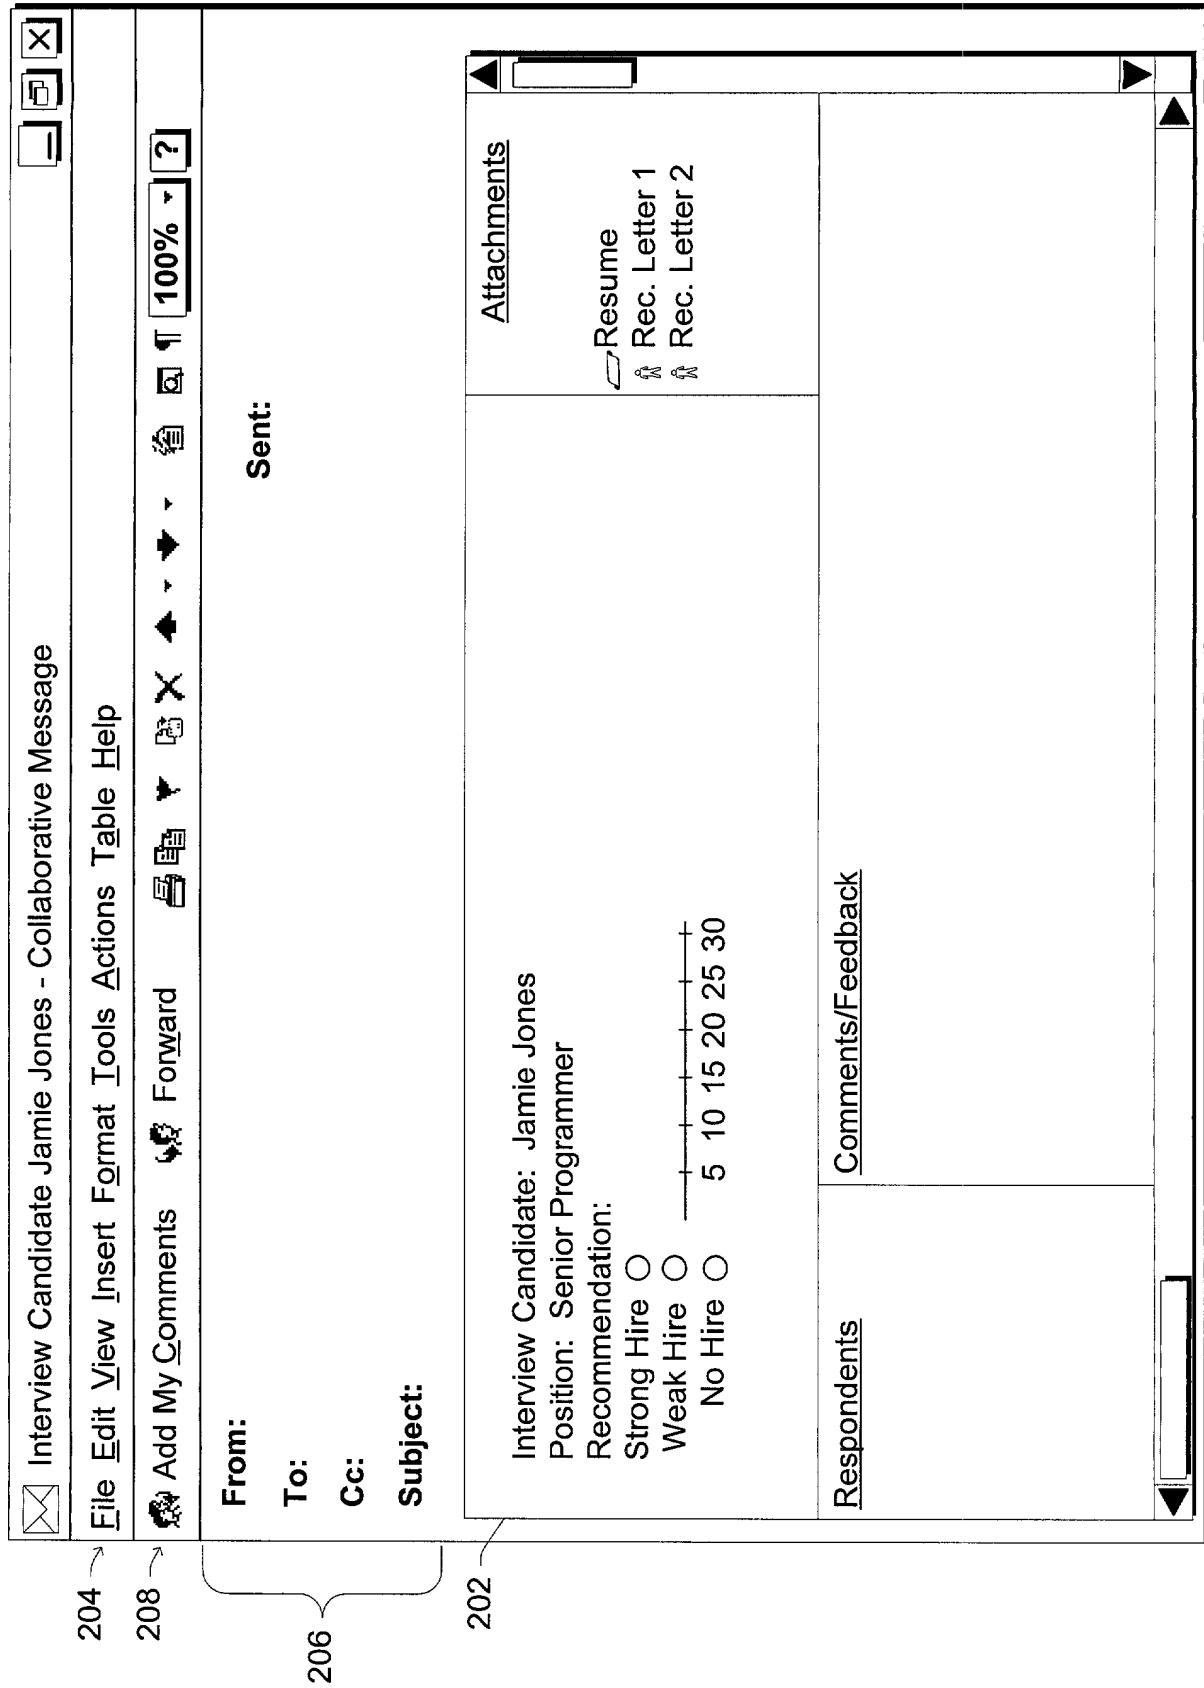 Interview Candidate Jamie Jones - Collaborative Message
204
File Edit View Insert Format Tools Actions Table Help
208
Add My Comments Forward 100% ?
206
From: Sent:
To:
Cc:
Subject:
202
Attachments
Interview Candidate: Jamie Jones
Position: Senior Programmer
Recommendation:
Strong Hire
Weak Hire
No Hire
5 10 15 20 25 30
Resume
Rec. Letter 1
Rec. Letter 2
Respondents
Comments/Feedback